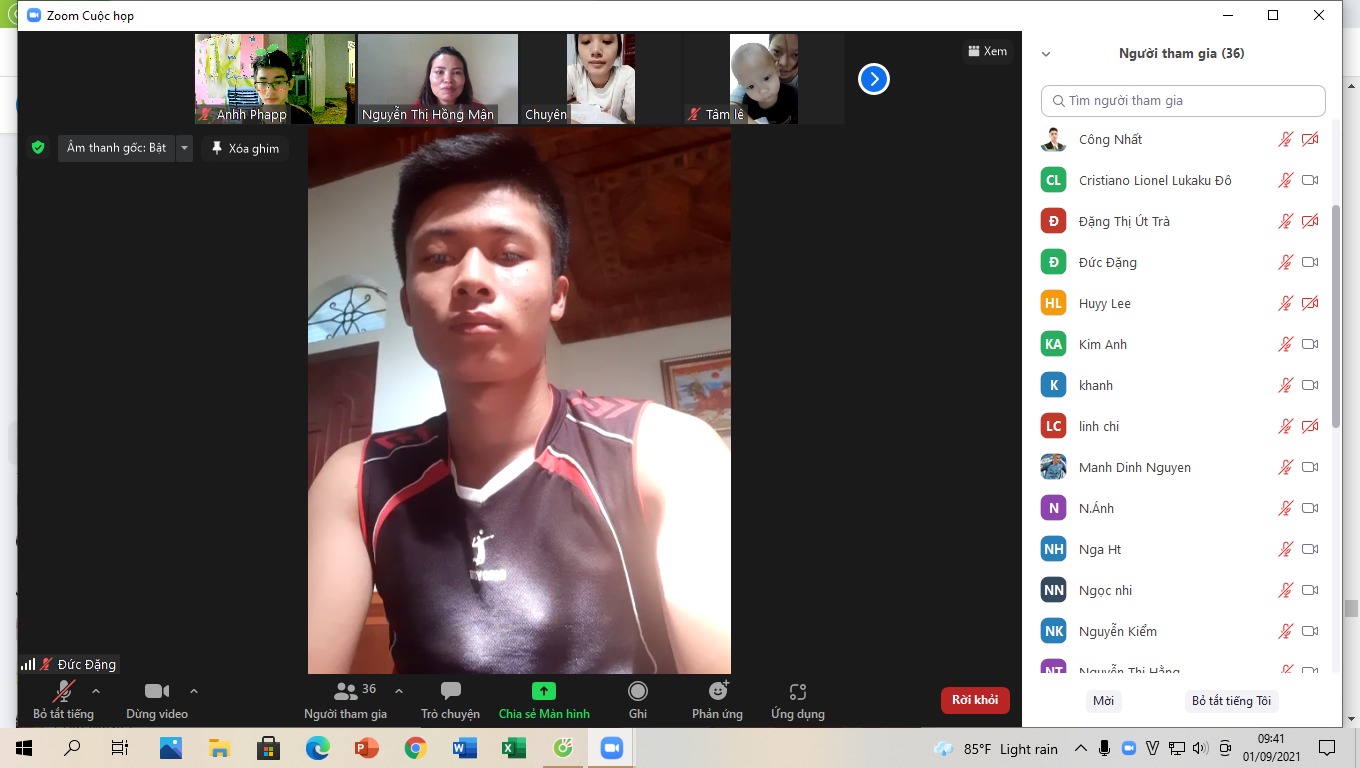 Zoom Cuộc họp
Anhh Phapp
Nguyễn Thị Hồng Mận
Chuyên
Tâm lê
Xem
Âm thanh gốc: Bật
Xóa ghim
Đức Đặng
Người tham gia (36)
Tìm người tham gia
Công Nhất
CL Cristiano Lionel Lukaku Đô
Đ Đặng Thị Út Trà
Đ Đức Đặng
HL Huyy Lee
KA Kim Anh
K khanh
LC linh chi
Manh Dinh Nguyen
N N.Ánh
NH Nga Ht
NN Ngọc nhi
NK Nguyễn Kiểm
NT Nguyễn Thị Hằng
Mời
Bỏ tắt tiếng Tôi
Bỏ tắt tiếng
Dừng video
36
Người tham gia
Trò chuyện
Chia sẻ Màn hình
Ghi
Phản ứng
Ứng dụng
Rời khỏi
85°F Light rain
09:41
01/09/2021